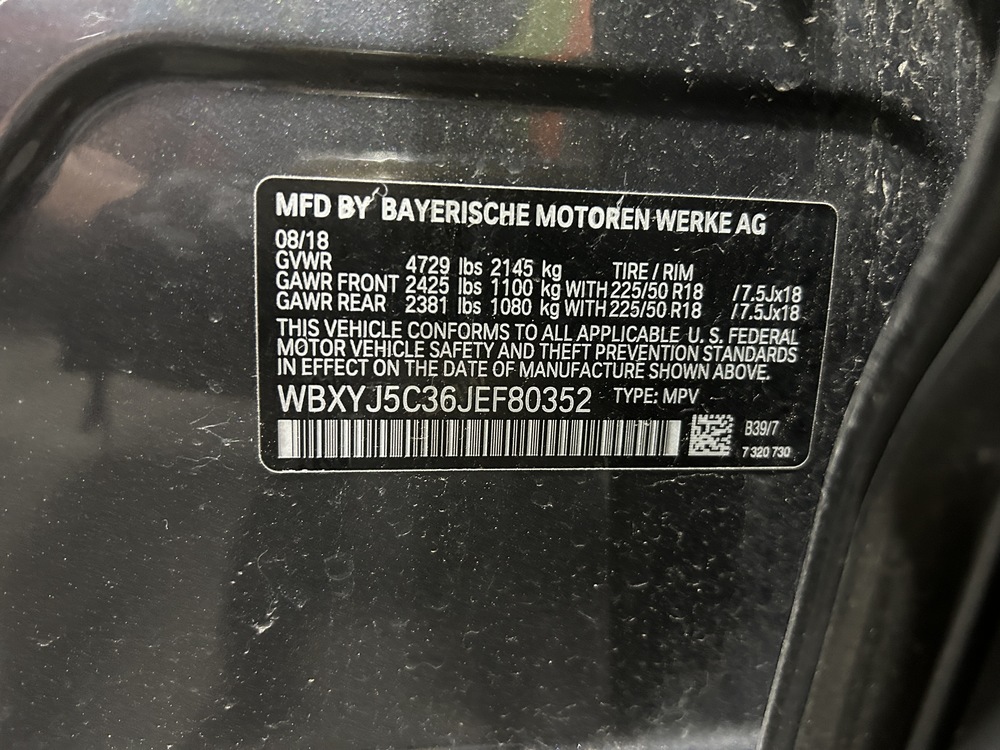 MFD BY BAYERISCHE MOTOREN WERKE AG
08/18
GVWR 4729 lbs 2145 kg TIRE / RIM
GAWR FRONT 2425 lbs 1100 kg WITH 225/50 R18 /7.5Jx18
GAWR REAR 2381 lbs 1080 kg WITH 225/50 R18 /7.5Jx18
THIS VEHICLE CONFORMS TO ALL APPLICABLE U. S. FEDERAL
MOTOR VEHICLE SAFETY AND THEFT PREVENTION STANDARDS
IN EFFECT ON THE DATE OF MANUFACTURE SHOWN ABOVE.
WBXYJ5C36JEF80352 TYPE: MPV
B39/7
7 320 730